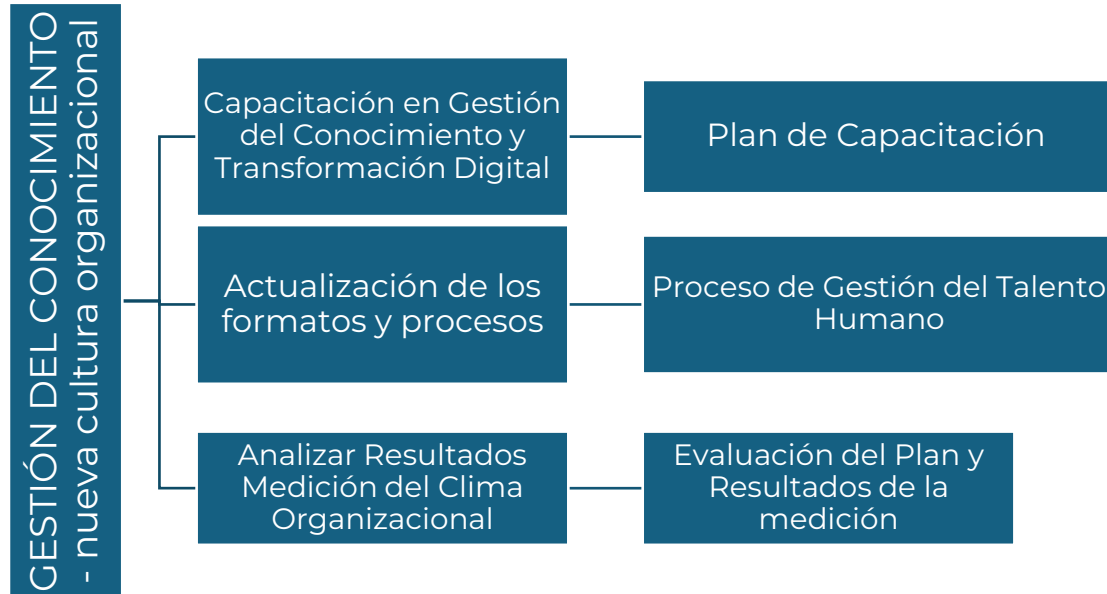 GESTIÓN DEL CONOCIMIENTO
- nueva cultura organizacional
Capacitación en Gestión
del Conocimiento y
Transformación Digital
Plan de Capacitación
Actualización de los
formatos y procesos
Proceso de Gestión del Talento
Humano
Analizar Resultados
Medición del Clima
Organizacional
Evaluación del Plan y
Resultados de la
medición